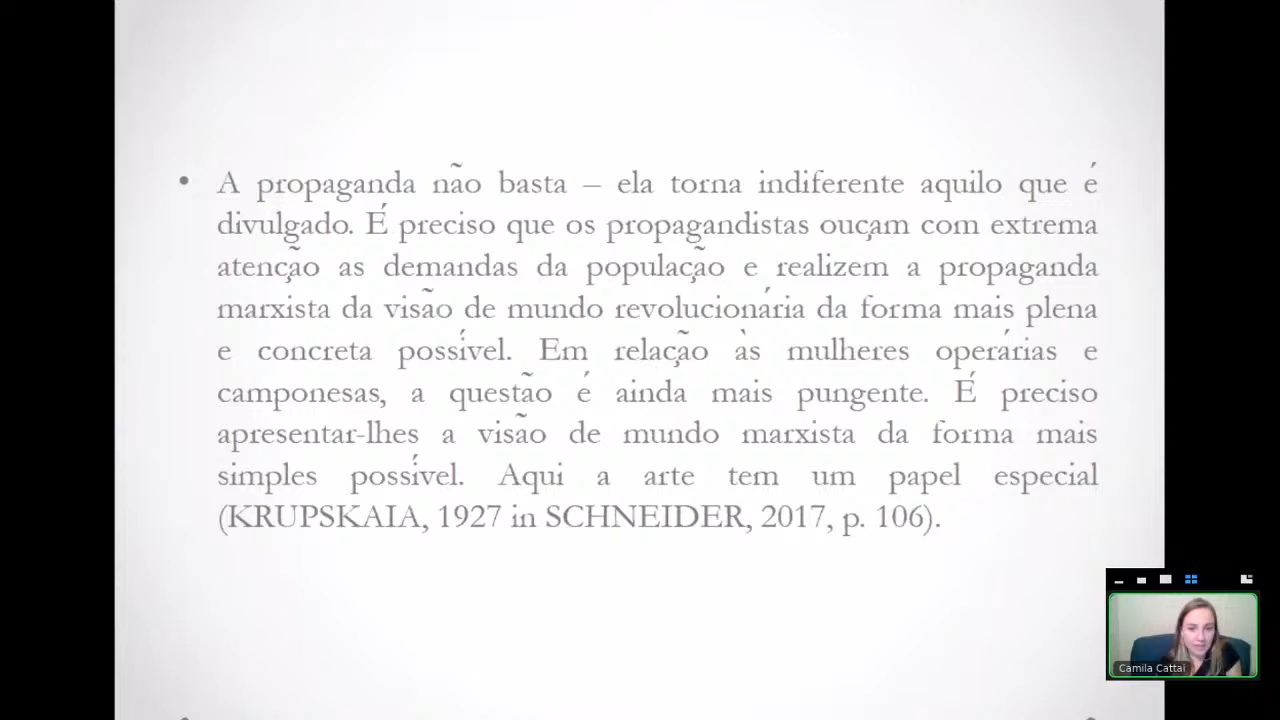 • A propaganda não basta – ela torna indiferente aquilo que é
divulgado. É preciso que os propagandistas ouçam com extrema
atenção as demandas da população e realizem a propaganda
marxista da visão de mundo revolucionária da forma mais plena
e concreta possível. Em relação às mulheres operárias e
camponesas, a questão é ainda mais pungente. É preciso
apresentar-lhes a visão de mundo marxista da forma mais
simples possível. Aqui a arte tem um papel especial
(KRUPSKAIA, 1927 in SCHNEIDER, 2017, p. 106).
Camila Cattai